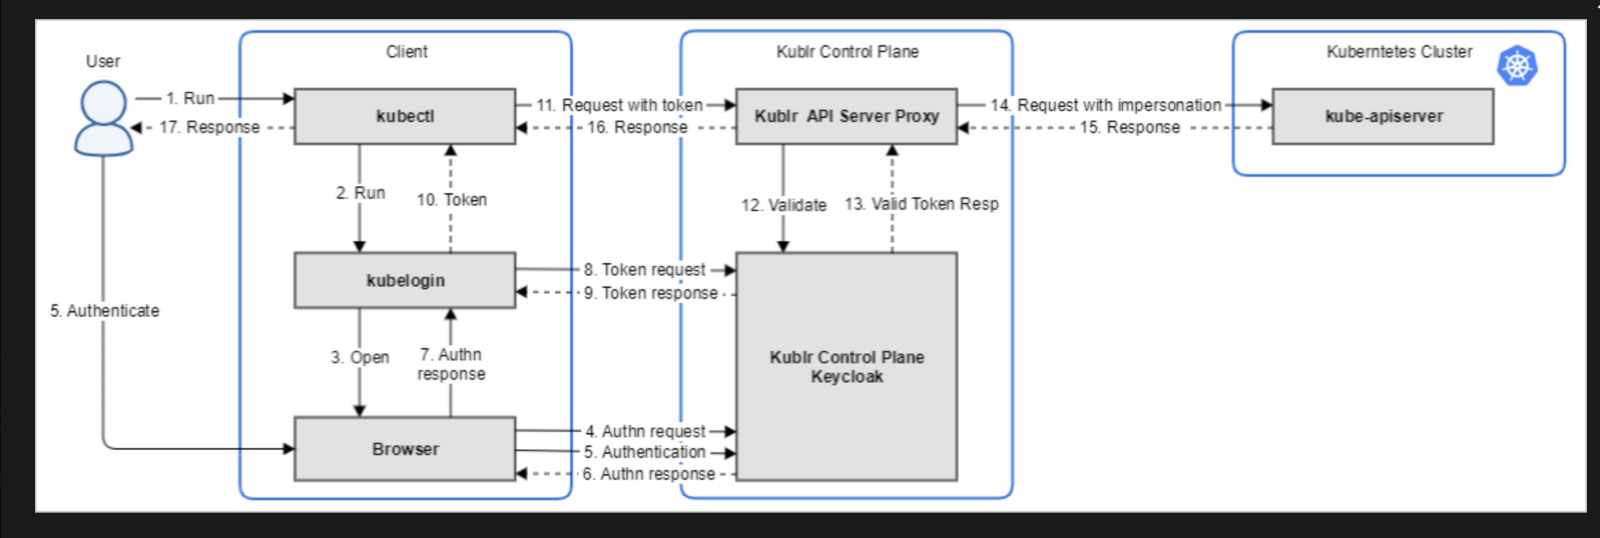 User
Client
Kublr Control Plane
Kuberntetes Cluster
1. Run
17. Response
kubectl
11. Request with token
16. Response
Kublr API Server Proxy
14. Request with impersonation
15. Response
kube-apiserver
2. Run
10. Token
12. Validate
13. Valid Token Resp
kubelogin
8. Token request
9. Token response
5. Authenticate
3. Open
7. Authn
response
Kublr Control Plane
Keycloak
Browser
4. Authn request
5. Authentication
6. Authn response